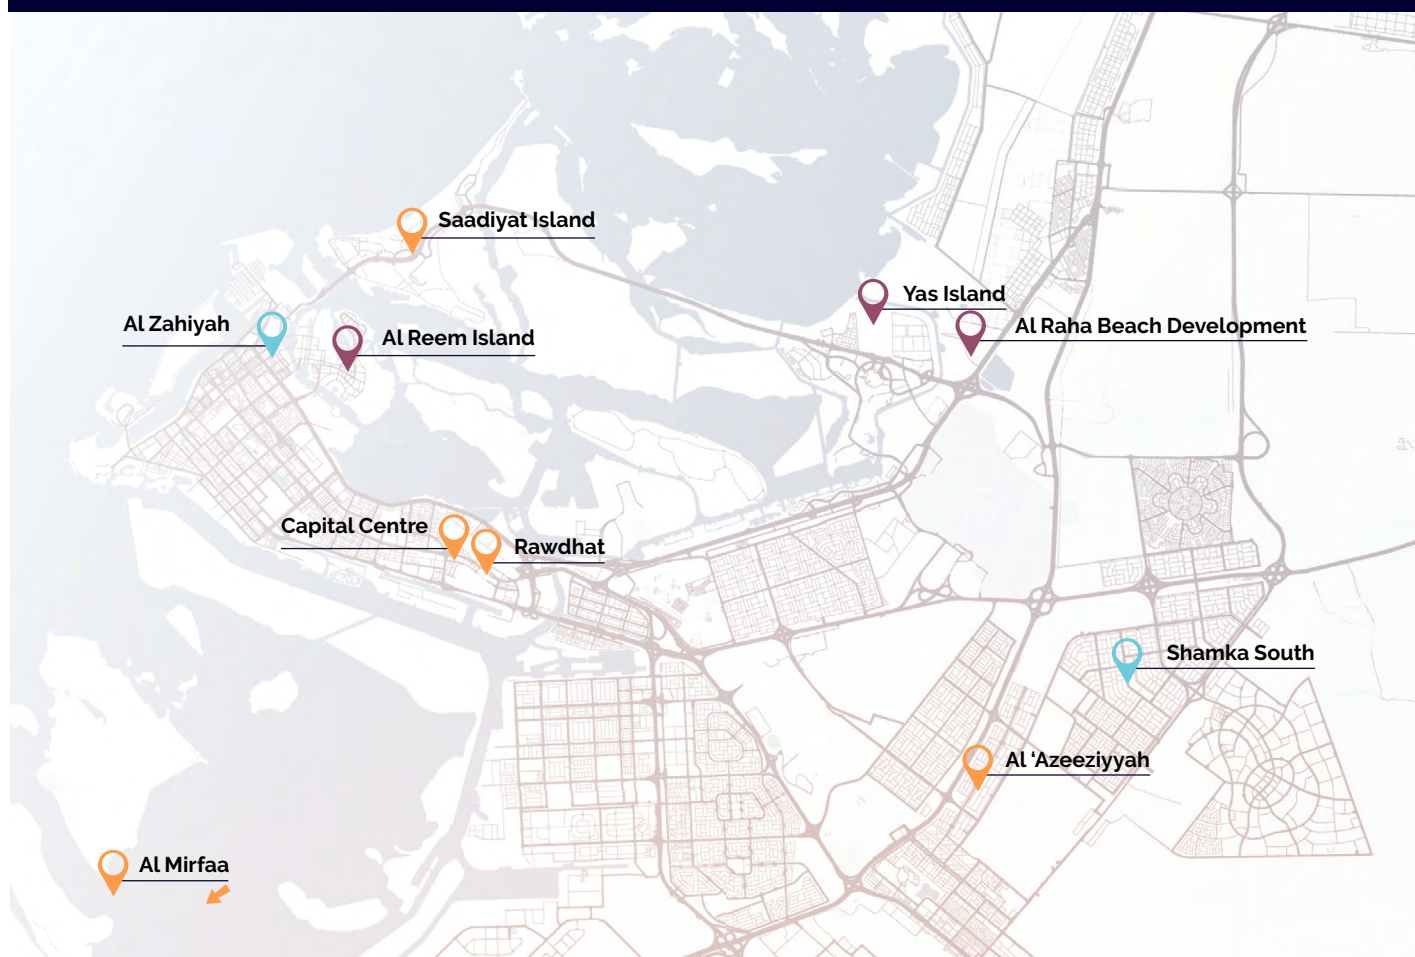 Saadiyat Island
Yas Island
Al Zahiyah
Al Raha Beach Development
Al Reem Island
Capital Centre
Rawdhat
Shamka South
Al ‘Azeeziyyah
Al Mirfaa